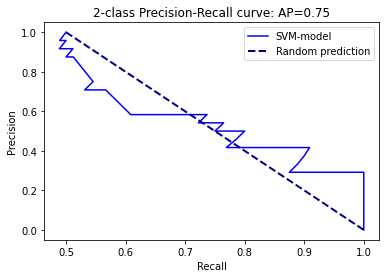 2-class Precision-Recall curve: AP=0.75
SVM-model
Random prediction
Precision
1.0
0.8
0.6
0.4
0.2
0.0
0.5
0.6
0.7
0.8
0.9
1.0
Recall